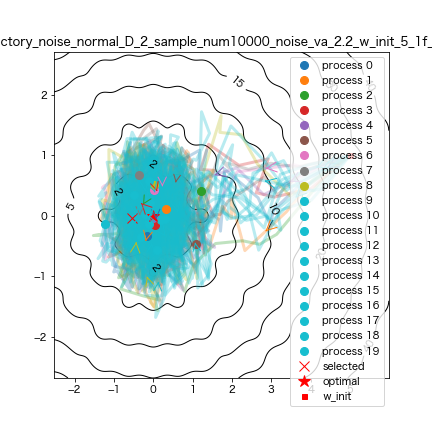 ctory_noise_normal_D_2_sample_num10000_noise_va_2.2_w_init_5_1f_
process 0
process 1
process 2
process 3
process 4
process 5
process 6
process 7
process 8
process 9
process 10
process 11
process 12
process 13
process 14
process 15
process 16
process 17
process 18
process 19
selected
optimal
w_init
15
5
10
2
2
2
2
1
0
−1
−2
−2
−1
0
1
2
3
4
5